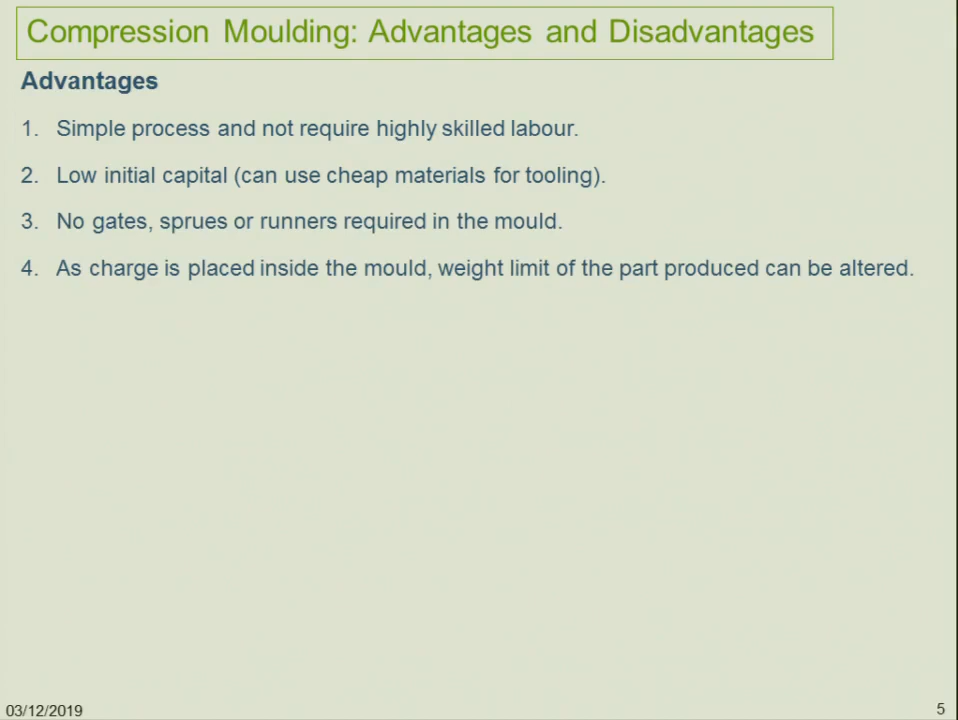 Compression Moulding: Advantages and Disadvantages
Advantages
1. Simple process and not require highly skilled labour.
2. Low initial capital (can use cheap materials for tooling).
3. No gates, sprues or runners required in the mould.
4. As charge is placed inside the mould, weight limit of the part produced can be altered.
03/12/2019
5